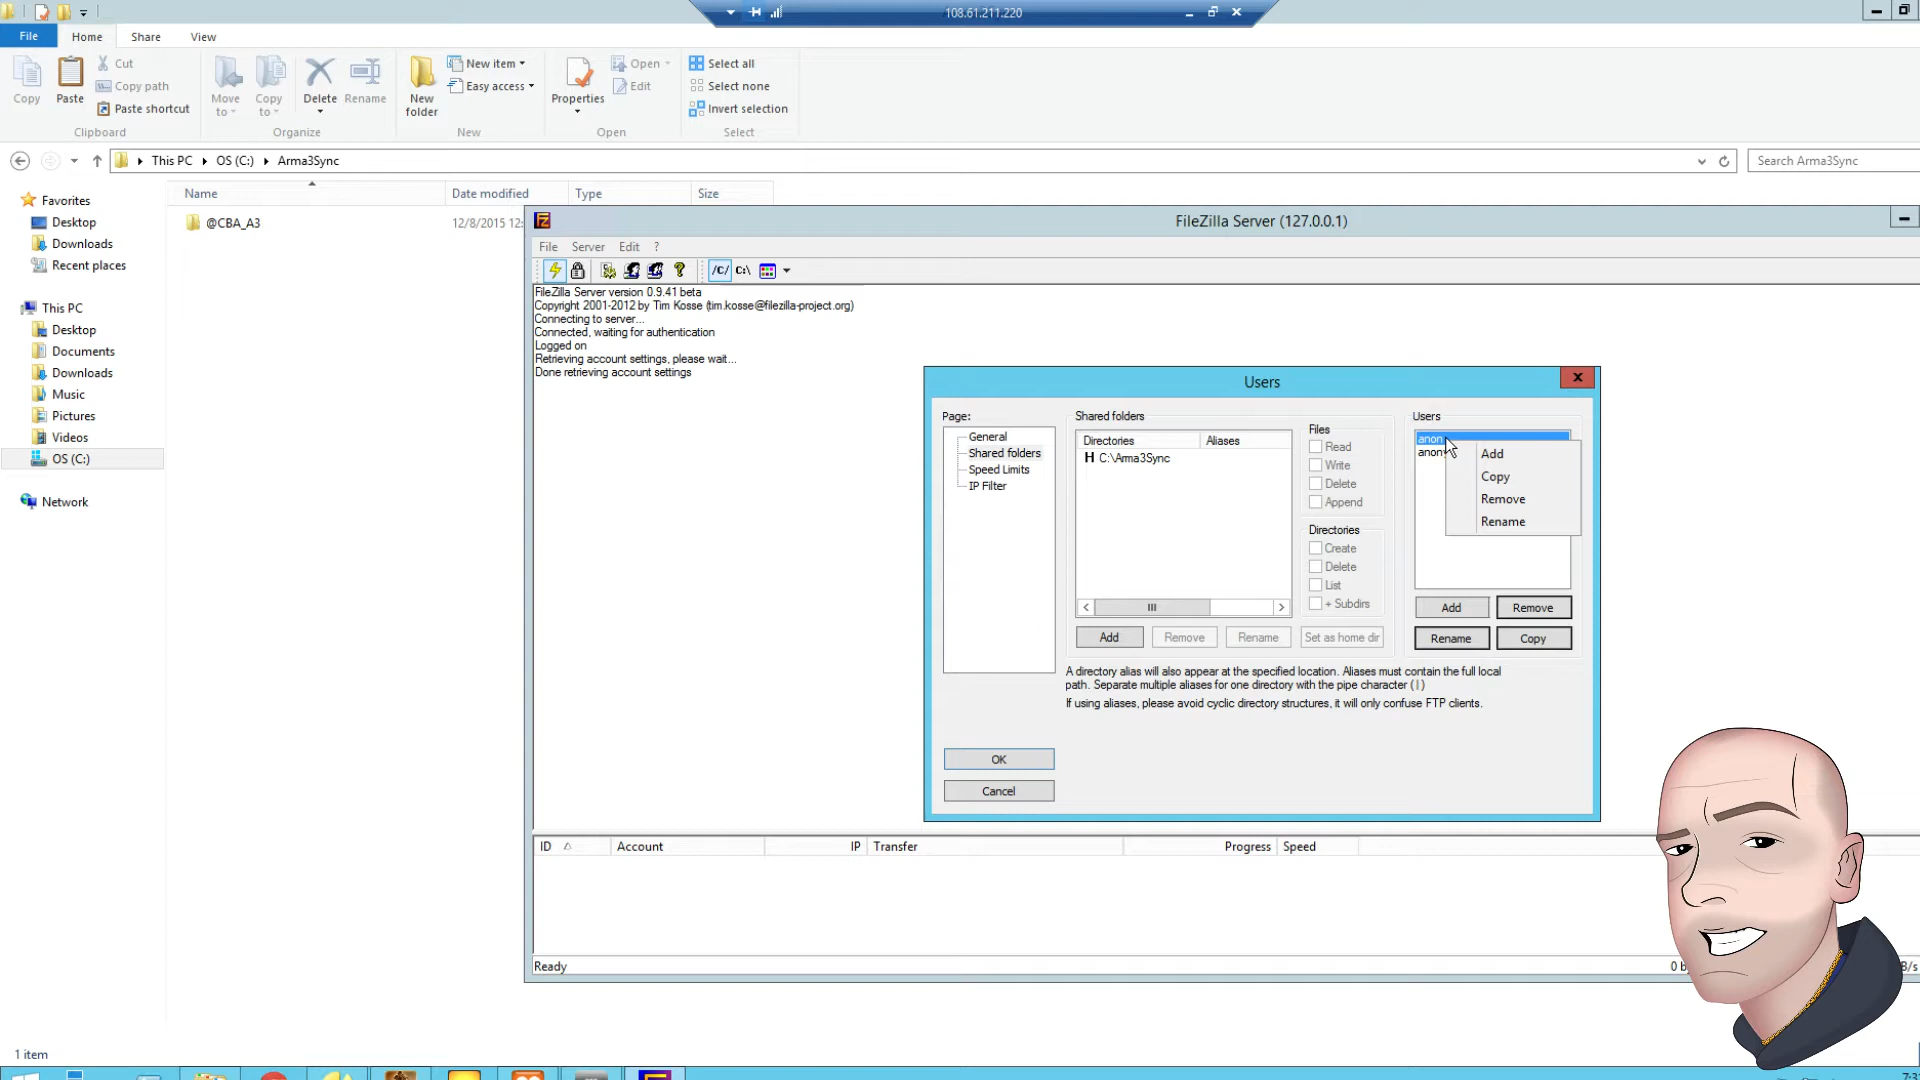 108.61.211.220
File Home Share View
Copy
Paste
Cut
Copy path
Paste shortcut
Clipboard
Move to
Copy to
Delete
Rename
Organize
New folder
New item
Easy access
New
Properties
Open
Edit
Open
Select all
Select none
Invert selection
Select
This PC OS (C:) Arma3Sync
Search Arma3Sync
Name Date modified Type Size
@CBA_A3 12/8/2015 12:
Favorites
Desktop
Downloads
Recent places
This PC
Desktop
Documents
Downloads
Music
Pictures
Videos
OS (C:)
Network
FileZilla Server (127.0.0.1)
File Server Edit ?
/C/ C:\
FileZilla Server version 0.9.41 beta
Copyright 2001-2012 by Tim Kosse (tim.kosse@filezilla-project.org)
Connecting to server...
Connected, waiting for authentication
Logged on
Retrieving account settings, please wait...
Done retrieving account settings
Users
Page:
General
Shared folders
Speed Limits
IP Filter
Shared folders
Directories Aliases
H C:\Arma3Sync
Files
Read
Write
Delete
Append
Directories
Create
Delete
List
+ Subdirs
Users
anon
anon
Add
Copy
Remove
Rename
Add Remove
Rename Copy
Add Remove Rename Set as home dir
A directory alias will also appear at the specified location. Aliases must contain the full local
path. Separate multiple aliases for one directory with the pipe character (|)
If using aliases, please avoid cyclic directory structures, it will only confuse FTP clients.
OK
Cancel
ID Account IP Transfer Progress Speed
Ready
0 b
B/s
1 item